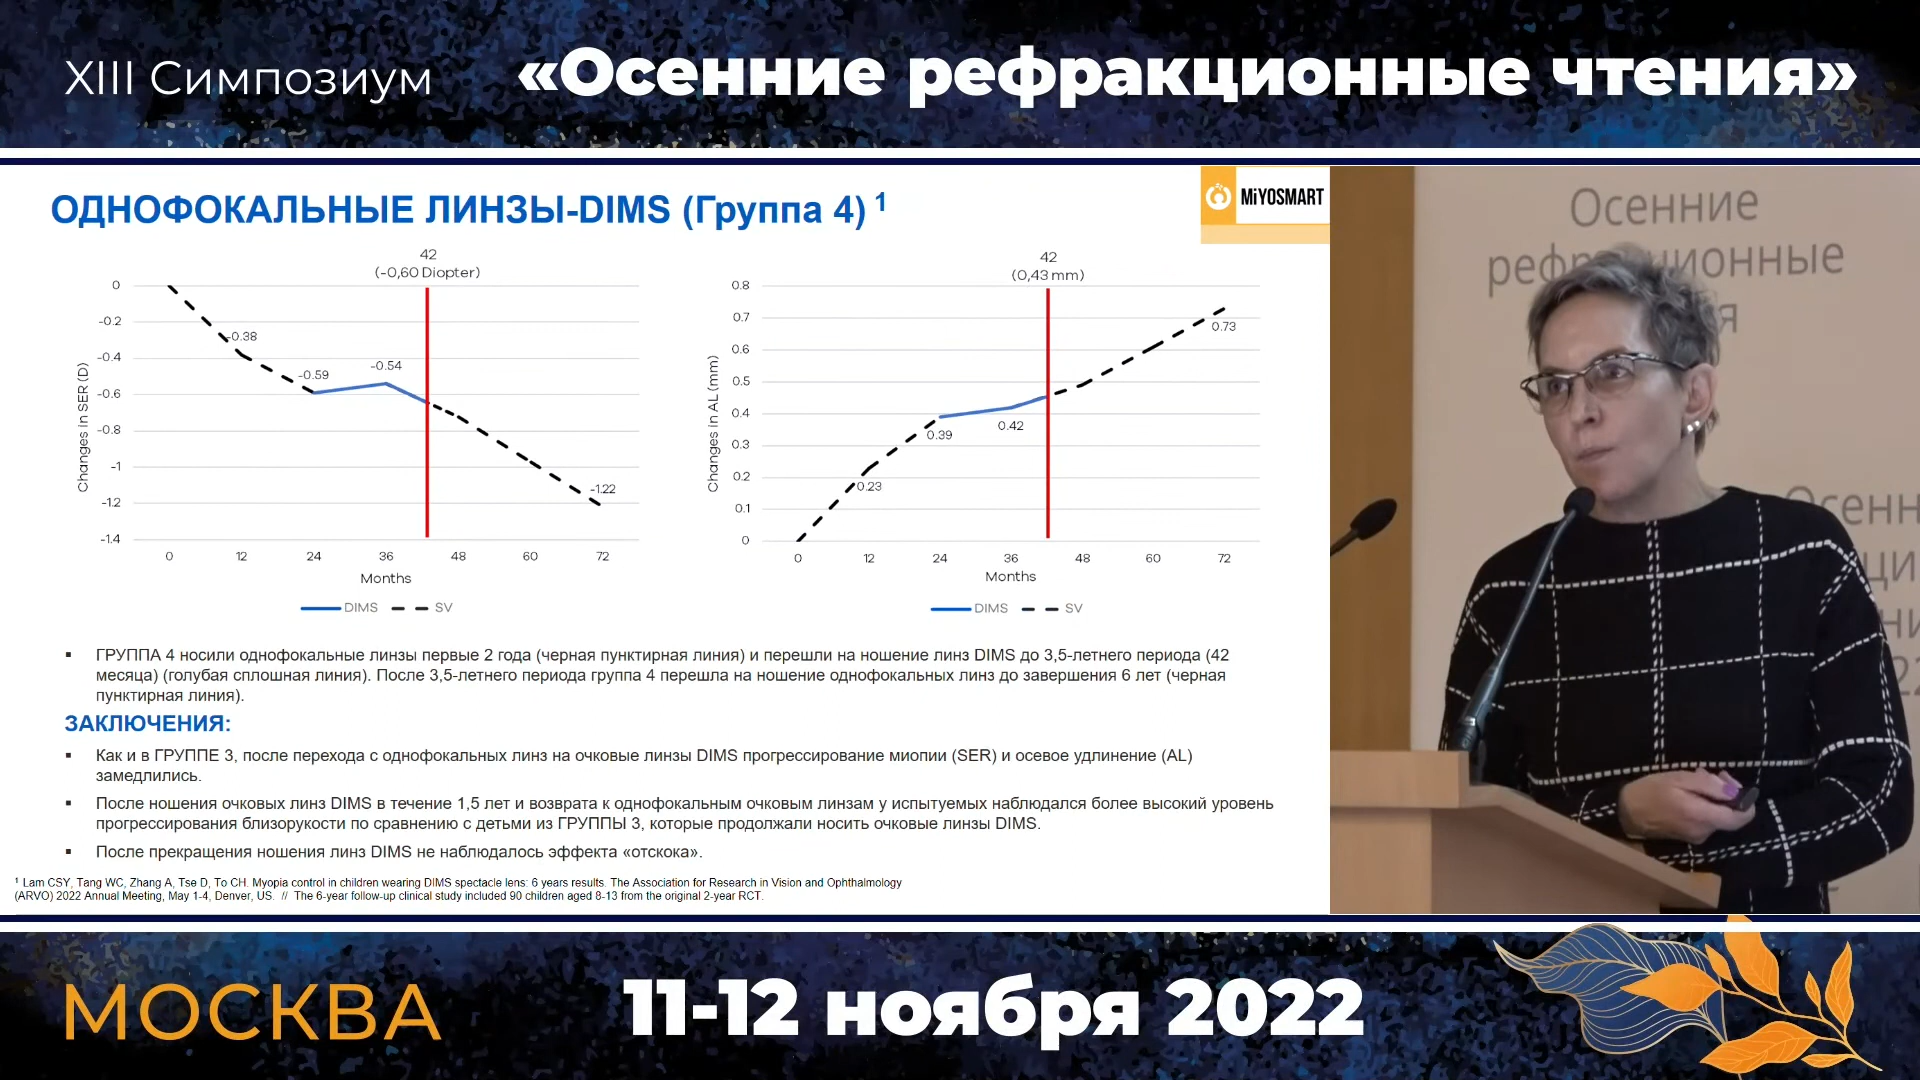 XIII Симпозиум «Осенние рефракционные чтения»
ОДНОФОКАЛЬНЫЕ ЛИНЗЫ-DIMS (Группа 4) 1
MiYOSMART
42
(-0,60 Diopter)
0
-0.2
-0.4
-0.6
-0.8
-1
-1.2
-1.4
Changes in SER (D)
-0.38
-0.59
-0.54
-1.22
0 12 24 36 48 60 72
Months
DIMS SV
42
(0,43 mm)
0.8
0.7
0.6
0.5
0.4
0.3
0.2
0.1
0
Changes in AL (mm)
0.23
0.39
0.42
0.73
0 12 24 36 48 60 72
Months
DIMS SV
▪ ГРУППА 4 носили однофокальные линзы первые 2 года (черная пунктирная линия) и перешли на ношение линз DIMS до 3,5-летнего периода (42
месяца) (голубая сплошная линия). После 3,5-летнего периода группа 4 перешла на ношение однофокальных линз до завершения 6 лет (черная
пунктирная линия).
ЗАКЛЮЧЕНИЯ:
▪ Как и в ГРУППЕ 3, после перехода с однофокальных линз на очковые линзы DIMS прогрессирование миопии (SER) и осевое удлинение (AL)
замедлились.
▪ После ношения очковых линз DIMS в течение 1,5 лет и возврата к однофокальным очковым линзам у испытуемых наблюдался более высокий уровень
прогрессирования близорукости по сравнению с детьми из ГРУППЫ 3, которые продолжали носить очковые линзы DIMS.
▪ После прекращения ношения линз DIMS не наблюдалось эффекта «отскока».
1 Lam CSY, Tang WC, Zhang A, Tse D, To CH. Myopia control in children wearing DIMS spectacle lens: 6 years results. The Association for Research in Vision and Ophthalmology
(ARVO) 2022 Annual Meeting, May 1-4, Denver, US. // The 6-year follow-up clinical study included 90 children aged 8-13 from the original 2-year RCT.
Осенние
МОСКВА 11-12 ноября 2022